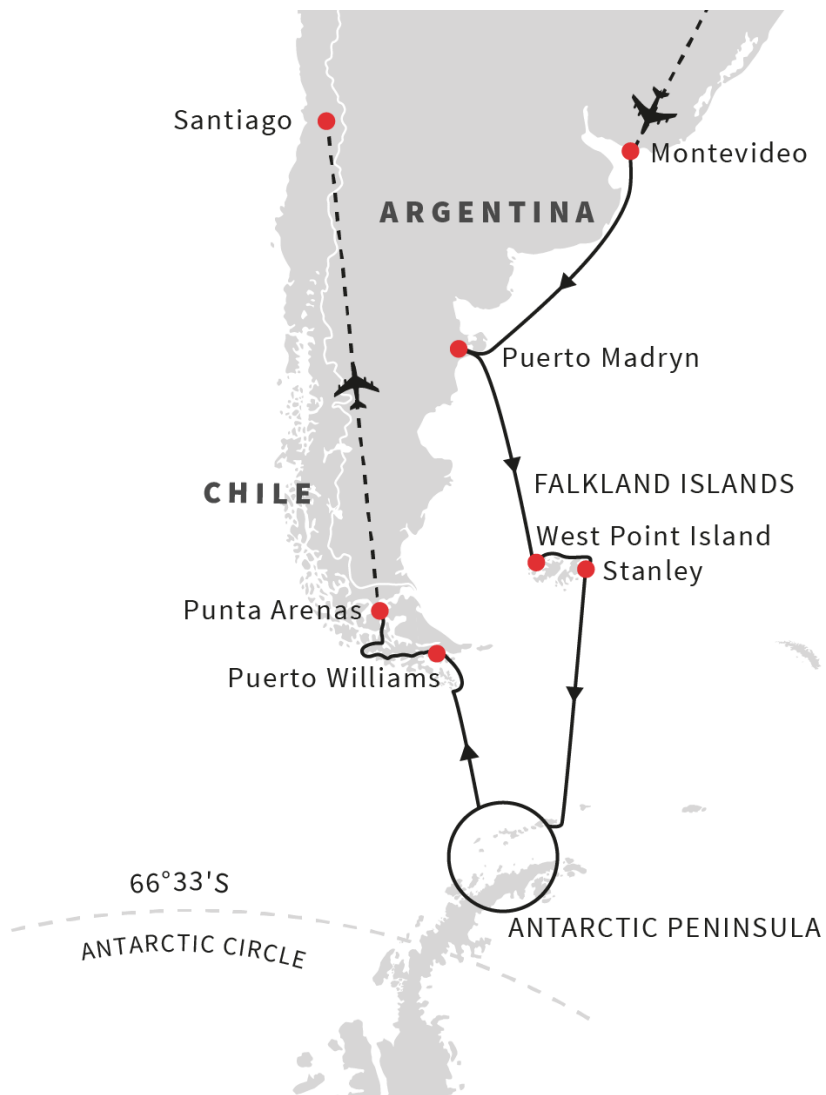 Santiago
Montevideo
ARGENTINA
Puerto Madryn
CHILE
FALKLAND ISLANDS
West Point Island
Stanley
Punta Arenas
Puerto Williams
66°33'S
ANTARCTIC CIRCLE
ANTARCTIC PENINSULA